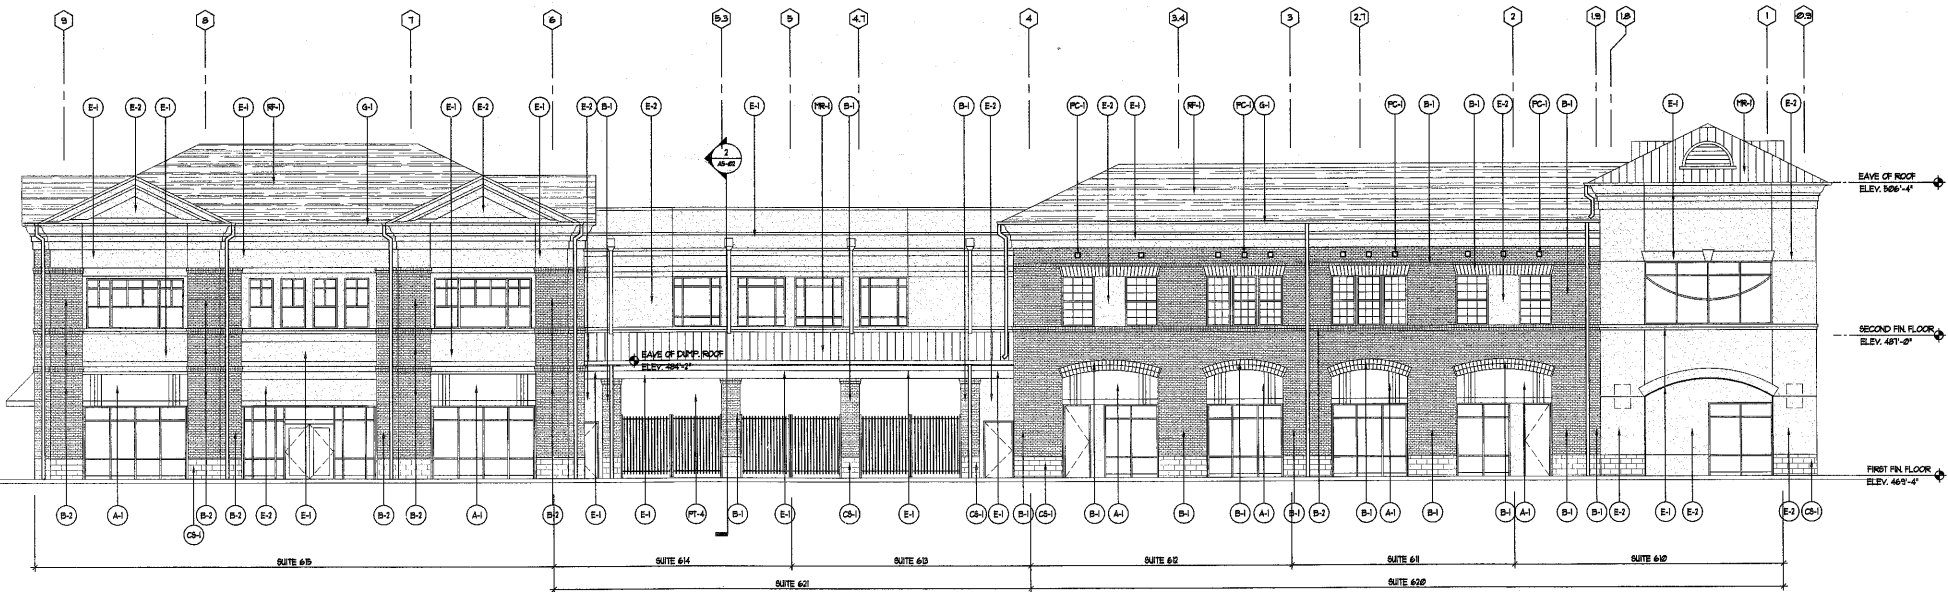 9 8 7 6 5.3 5 4.7 4 3.4 3 2.7 2 1.9 1.8 1 0.9
E-1 E-2 E-1 E-1 RF-1 G-1 E-1 E-2 E-1 E-2 B-1 E-2 E-1 MR-1 B-1 B-1 E-2 PC-1 E-2 E-1 RF-1 PC-1 G-1 PC-1 B-1 B-1 E-2 PC-1 B-1 E-1 MR-1 E-2
2
A5-02
EAVE OF ROOF
ELEV. 506'-4"
SECOND FIN. FLOOR
ELEV. 487'-0"
EAVE OF DUMP. ROOF
ELEV. 484'-2"
FIRST FIN. FLOOR
ELEV. 469'-4"
B-2 A-1 B-2 B-2 E-2 E-1 B-2 B-2 A-1 B-2 E-1 E-1 PT-4 B-1 E-1 CS-1 E-1 CS-1 E-1 B-1 CS-1 B-1 A-1 B-1 B-1 A-1 B-1 B-2 B-1 A-1 B-1 B-1 A-1 B-1 B-1 E-2 E-1 E-2 E-2 CS-1
CS-1
SUITE 615 SUITE 614 SUITE 613 SUITE 612 SUITE 611 SUITE 610
SUITE 621 SUITE 620